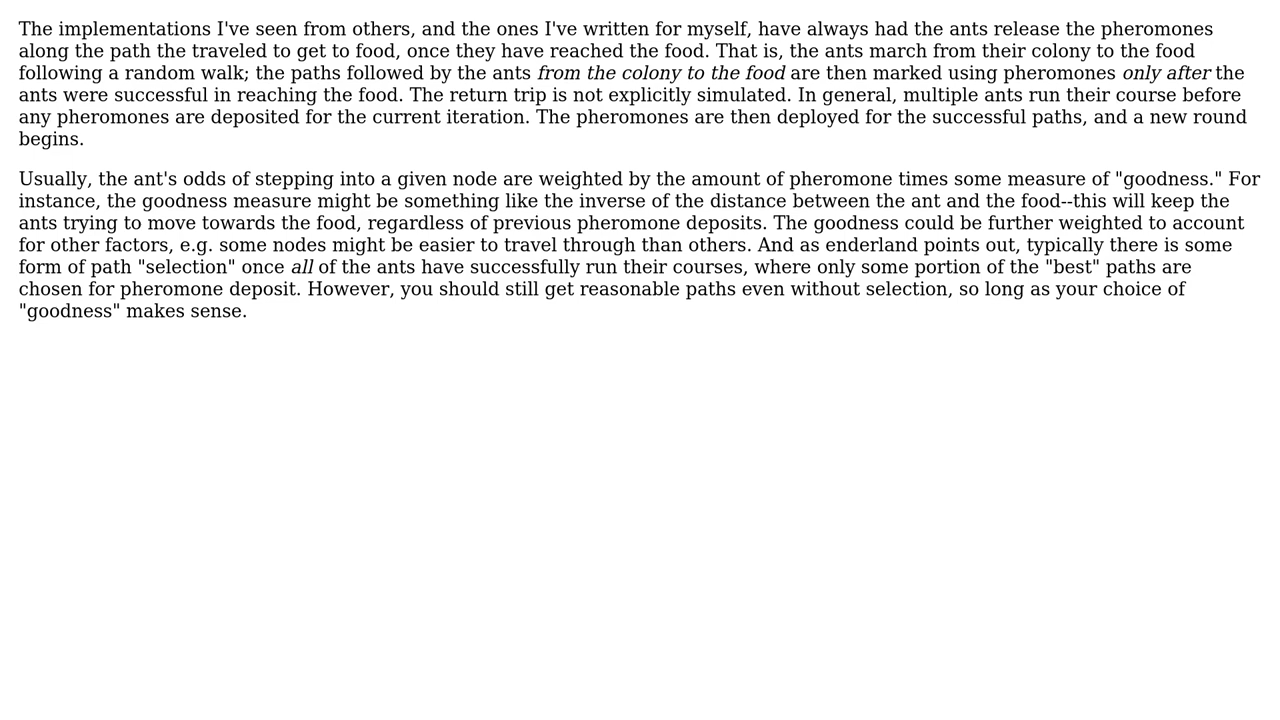 The implementations I've seen from others, and the ones I've written for myself, have always had the ants release the pheromones
along the path the traveled to get to food, once they have reached the food. That is, the ants march from their colony to the food
following a random walk; the paths followed by the ants from the colony to the food are then marked using pheromones only after the
ants were successful in reaching the food. The return trip is not explicitly simulated. In general, multiple ants run their course before
any pheromones are deposited for the current iteration. The pheromones are then deployed for the successful paths, and a new round
begins.
Usually, the ant's odds of stepping into a given node are weighted by the amount of pheromone times some measure of "goodness." For
instance, the goodness measure might be something like the inverse of the distance between the ant and the food--this will keep the
ants trying to move towards the food, regardless of previous pheromone deposits. The goodness could be further weighted to account
for other factors, e.g. some nodes might be easier to travel through than others. And as enderland points out, typically there is some
form of path "selection" once all of the ants have successfully run their courses, where only some portion of the "best" paths are
chosen for pheromone deposit. However, you should still get reasonable paths even without selection, so long as your choice of
"goodness" makes sense.